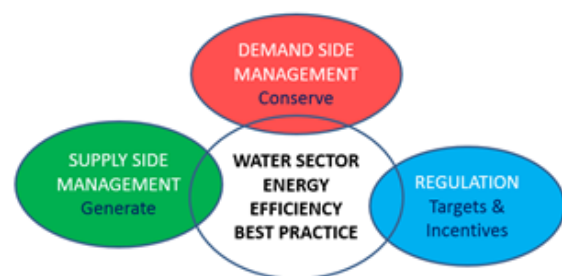 DEMAND SIDE
MANAGEMENT
Conserve
SUPPLY SIDE
MANAGEMENT
Generate
WATER SECTOR
ENERGY
EFFICIENCY
BEST PRACTICE
REGULATION
Targets &
Incentives